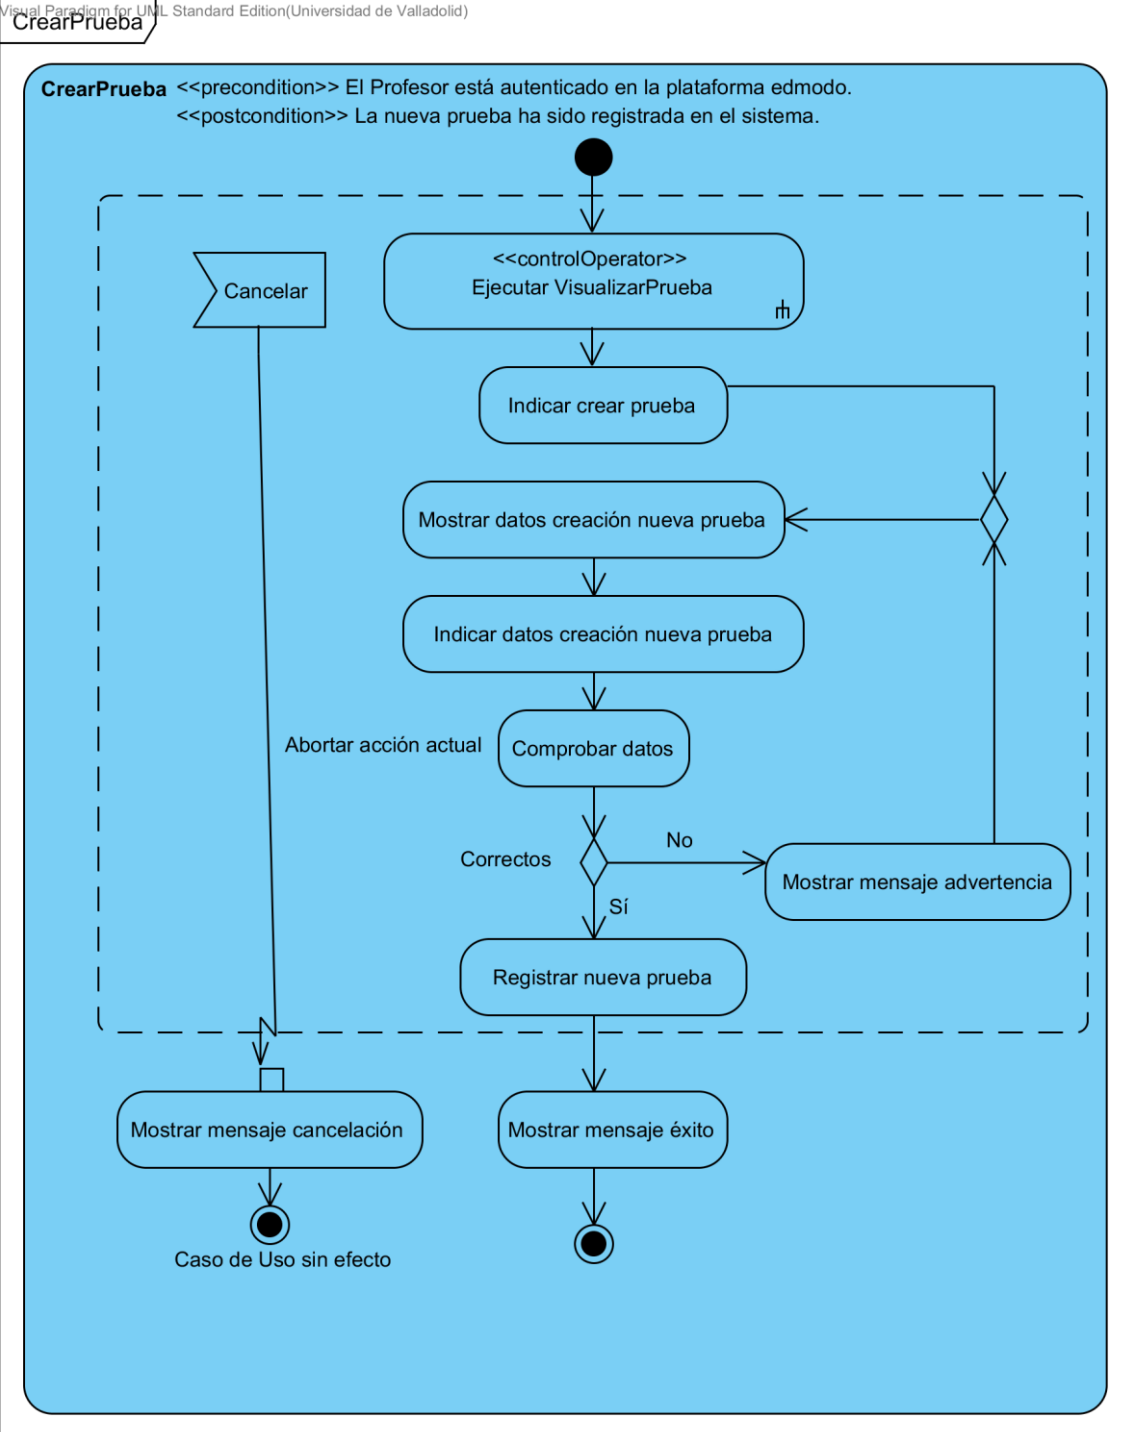 Visual Paradigm for UML Standard Edition(Universidad de Valladolid)
CrearPrueba
CrearPrueba <<precondition>> El Profesor está autenticado en la plataforma edmodo.
<<postcondition>> La nueva prueba ha sido registrada en el sistema.
<<controlOperator>>
Ejecutar VisualizarPrueba
Cancelar
Indicar crear prueba
Mostrar datos creación nueva prueba
Indicar datos creación nueva prueba
Abortar acción actual
Comprobar datos
No
Correctos
Mostrar mensaje advertencia
Sí
Registrar nueva prueba
Mostrar mensaje cancelación
Mostrar mensaje éxito
Caso de Uso sin efecto